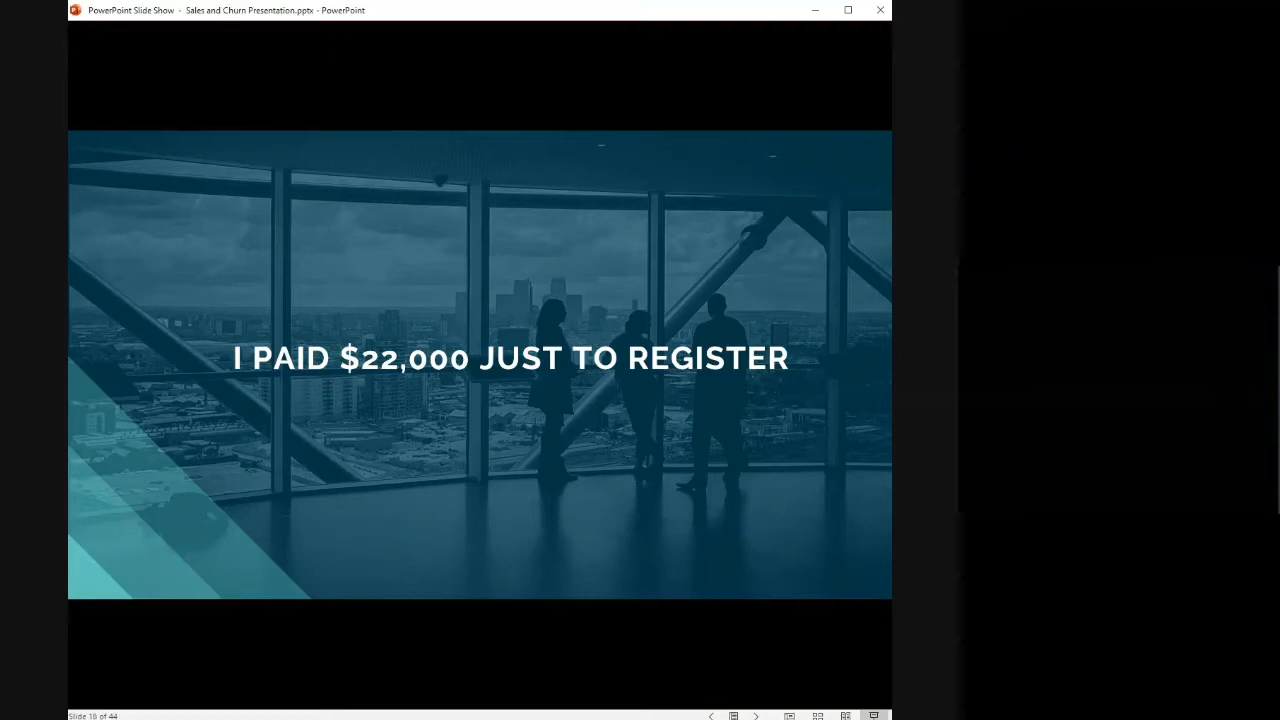 PowerPoint Slide Show - Sales and Churn Presentation.pptx - PowerPoint
I PAID $22,000 JUST TO REGISTER
Slide 18 of 44